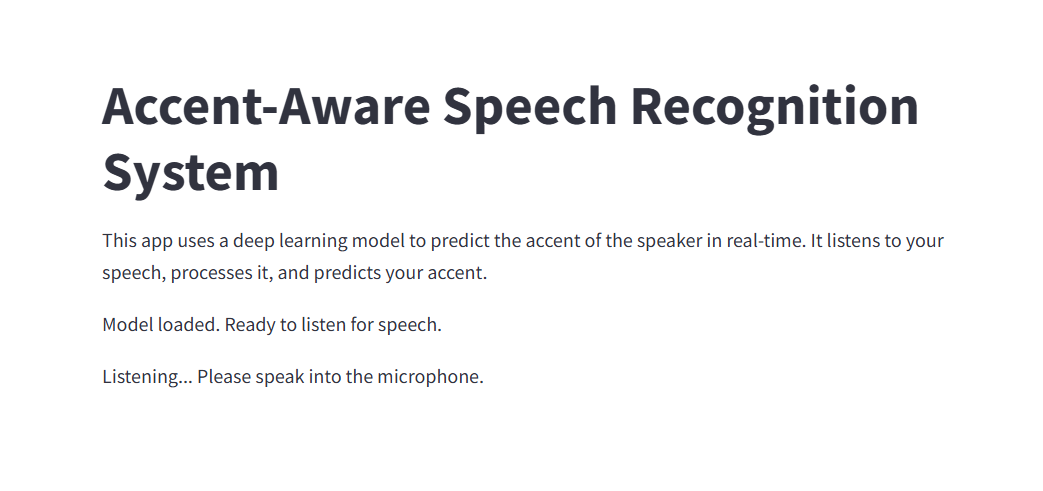 Accent-Aware Speech Recognition
System
This app uses a deep learning model to predict the accent of the speaker in real-time. It listens to your
speech, processes it, and predicts your accent.
Model loaded. Ready to listen for speech.
Listening... Please speak into the microphone.